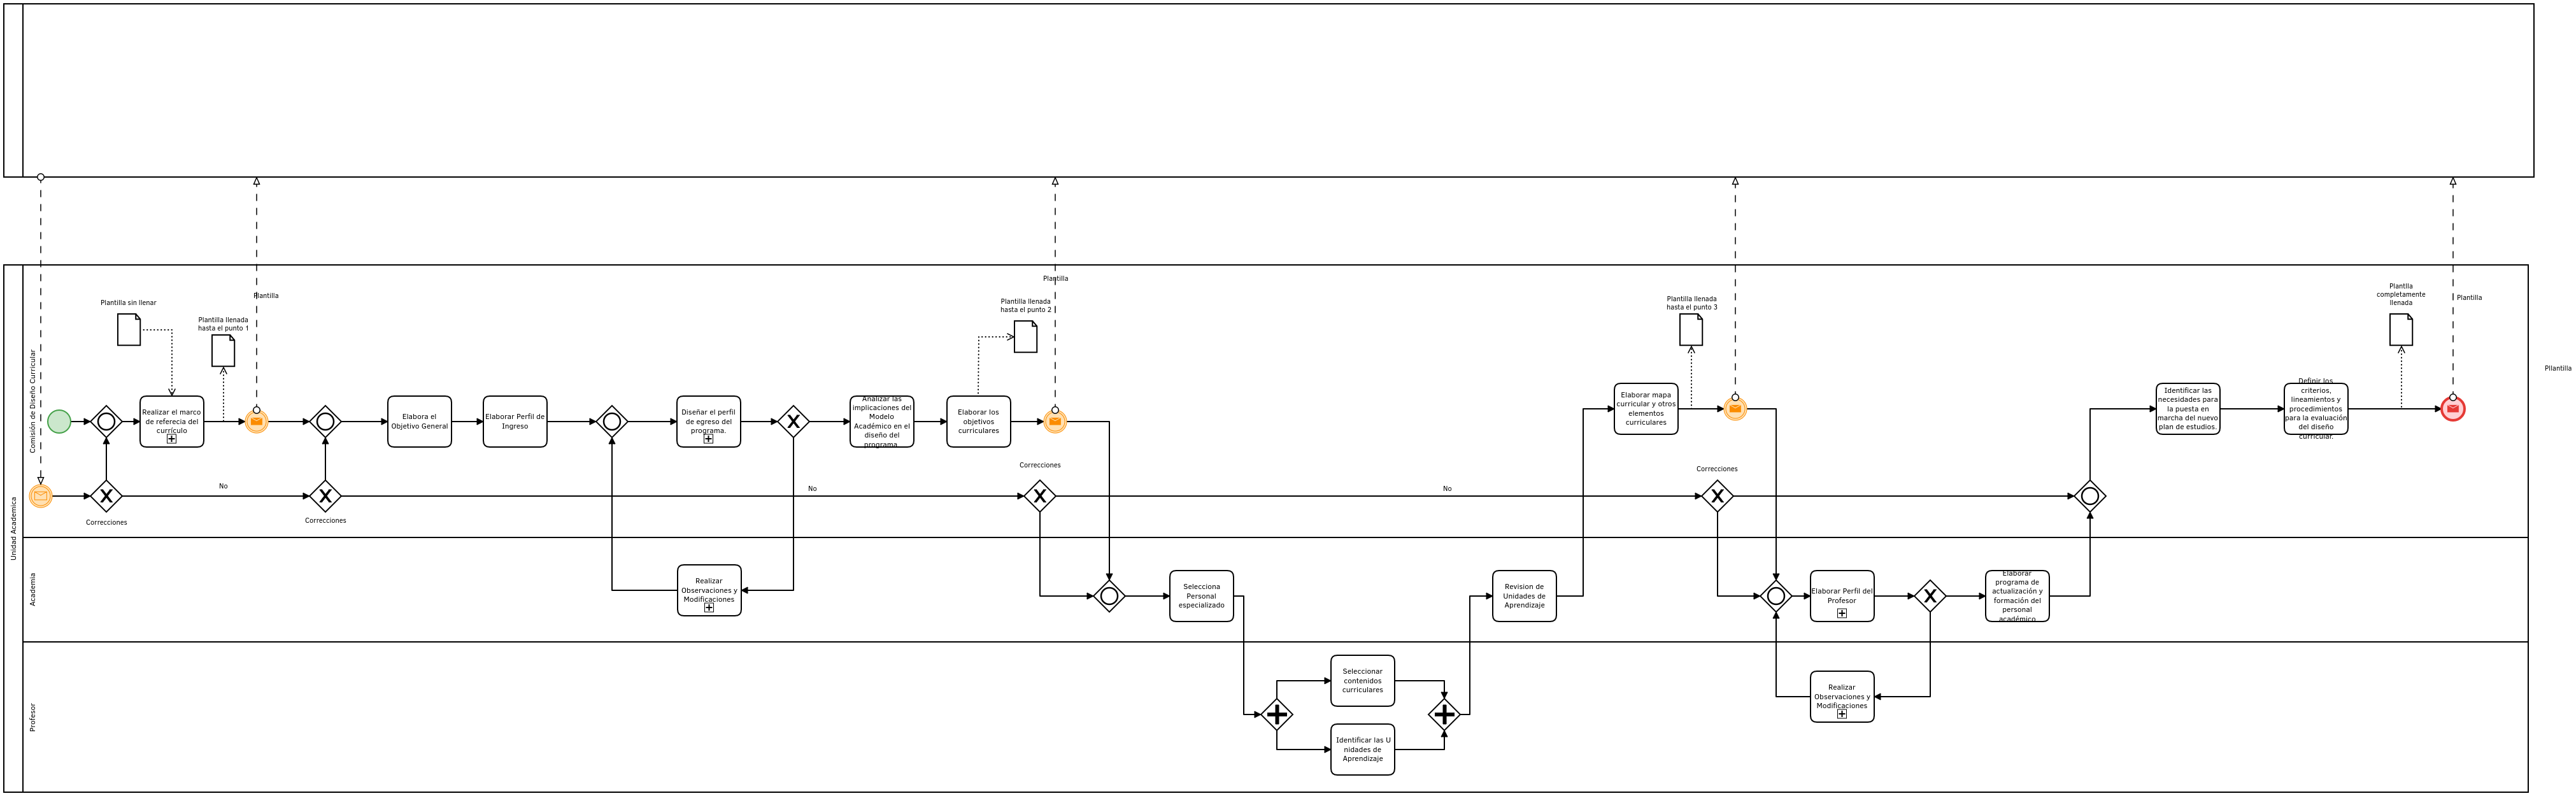 Unidad Academica
Comisión de Diseño Curricular
Plantilla sin llenar
Plantilla llenada
hasta el punto 1
Plantilla
Realizar el marco
de referecia del
currículo
Correcciones
No
Correcciones
Elabora el
Objetivo General
Elaborar Perfil de
Ingreso
Diseñar el perfil
de egreso del
programa.
Analizar las
implicaciones del
Modelo
Académico en el
diseño del
programa
Elaborar los
objetivos
curriculares
Plantilla llenada
hasta el punto 2
Plantilla
No
Correcciones
No
Elaborar mapa
curricular y otros
elementos
curriculares
Plantilla llenada
hasta el punto 3
Correcciones
Identificar las
necesidades para
la puesta en
marcha del nuevo
plan de estudios.
Definir los
criterios,
lineamientos y
procedimientos
para la evaluación
del diseño
curricular.
Plantlla
completamente
llenada
Plantilla
Pilantilla
Academia
Realizar
Observaciones y
Modificaciones
Selecciona
Personal
especializado
Revision de
Unidades de
Aprendizaje
Elaborar Perfil del
Profesor
Elaborar
programa de
actualización y
formación del
personal
académico
Profesor
Seleccionar
contenidos
curriculares
Identificar las U
nidades de
Aprendizaje
Realizar
Observaciones y
Modificaciones